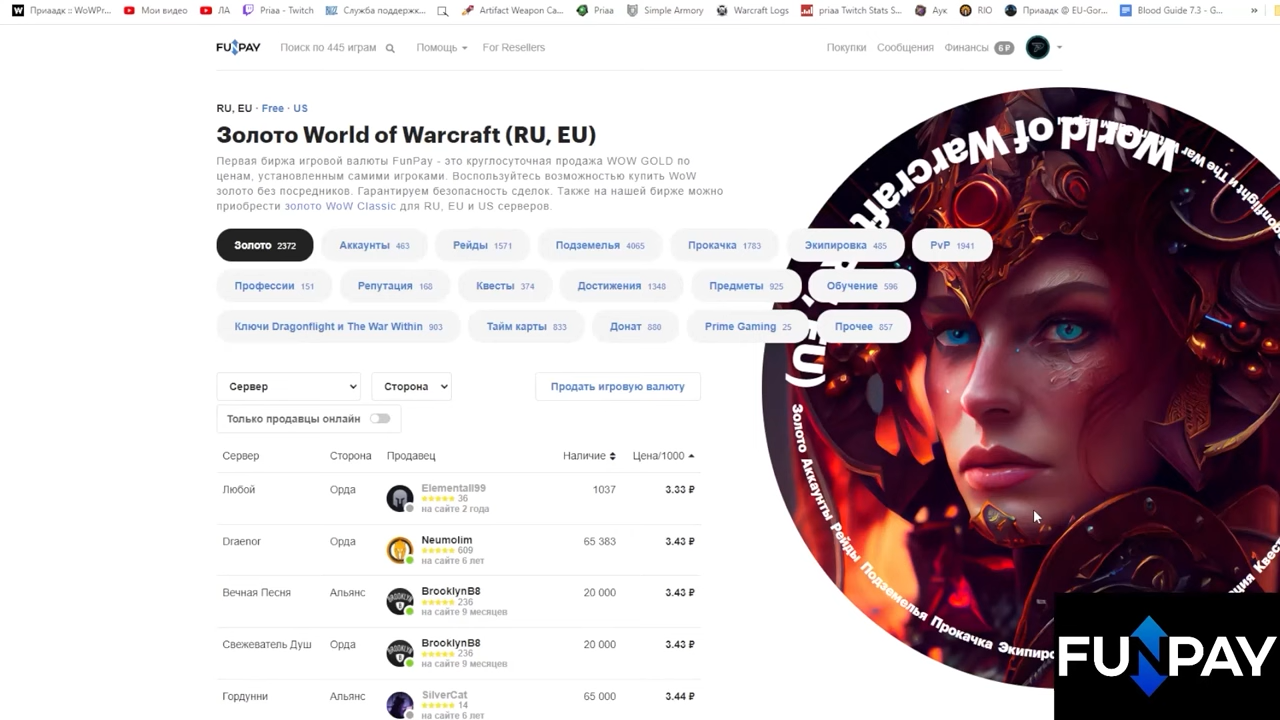 Приаадк :: WoWPr...
Мои видео
ЛА
Priaa - Twitch
Служба поддержк...
Artifact Weapon Ca...
Priaa
Simple Armory
Warcraft Logs
priaa Twitch Stats S...
Аук
RIO
Приаадк @ EU-Gor...
Blood Guide 7.3 - G...
»
FUNPAY
Поиск по 445 играм
Помощь
For Resellers
Покупки
Сообщения
Финансы 6 ₽
RU, EU · Free · US
Золото World of Warcraft (RU, EU)
Первая биржа игровой валюты FunPay - это круглосуточная продажа WOW GOLD по
ценам, установленным самими игроками. Воспользуйтесь возможностью купить WoW
золото без посредников. Гарантируем безопасность сделок. Также на нашей бирже можно
приобрести золото WoW Classic для RU, EU и US серверов.
Золото 2372
Аккаунты 463
Рейды 1571
Подземелья 4065
Прокачка 1783
Экипировка 485
PvP 1941
Профессии 151
Репутация 168
Квесты 374
Достижения 1348
Предметы 925
Обучение 596
Ключи Dragonflight и The War Within 903
Тайм карты 833
Донат 880
Prime Gaming 25
Прочее 857
Сервер
Сторона
Продать игровую валюту
Только продавцы онлайн
Сервер Сторона Продавец Наличие Цена/1000
Любой Орда Elementall99 1037 3.33 ₽
36
на сайте 2 года
Draenor Орда Neumolim 65 383 3.43 ₽
609
на сайте 6 лет
Вечная Песня Альянс BrooklynB8 20 000 3.43 ₽
236
на сайте 9 месяцев
Свежеватель Душ Орда BrooklynB8 20 000 3.43 ₽
236
на сайте 9 месяцев
Гордунни Альянс SilverCat 65 000 3.44 ₽
14
на сайте 6 лет
World of Warcraft
EU)
Золото Аккаунты Рейды Подземелья Прокачка Экипиро
FUNPAY